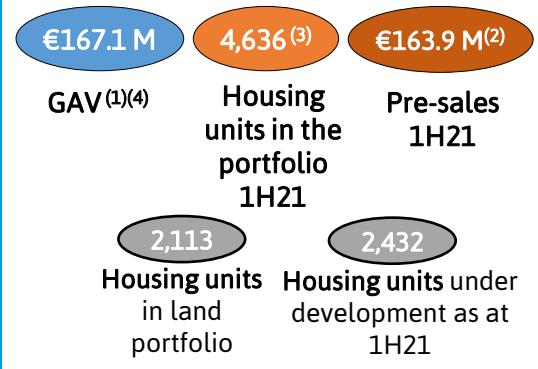 €167.1 M
4,636 (3)
€163.9 M(2)
GAV (1)(4)
Housing
units in the
portfolio
1H21
Pre-sales
1H21
2,113
2,432
Housing units
in land
portfolio
Housing units under
development as at
1H21